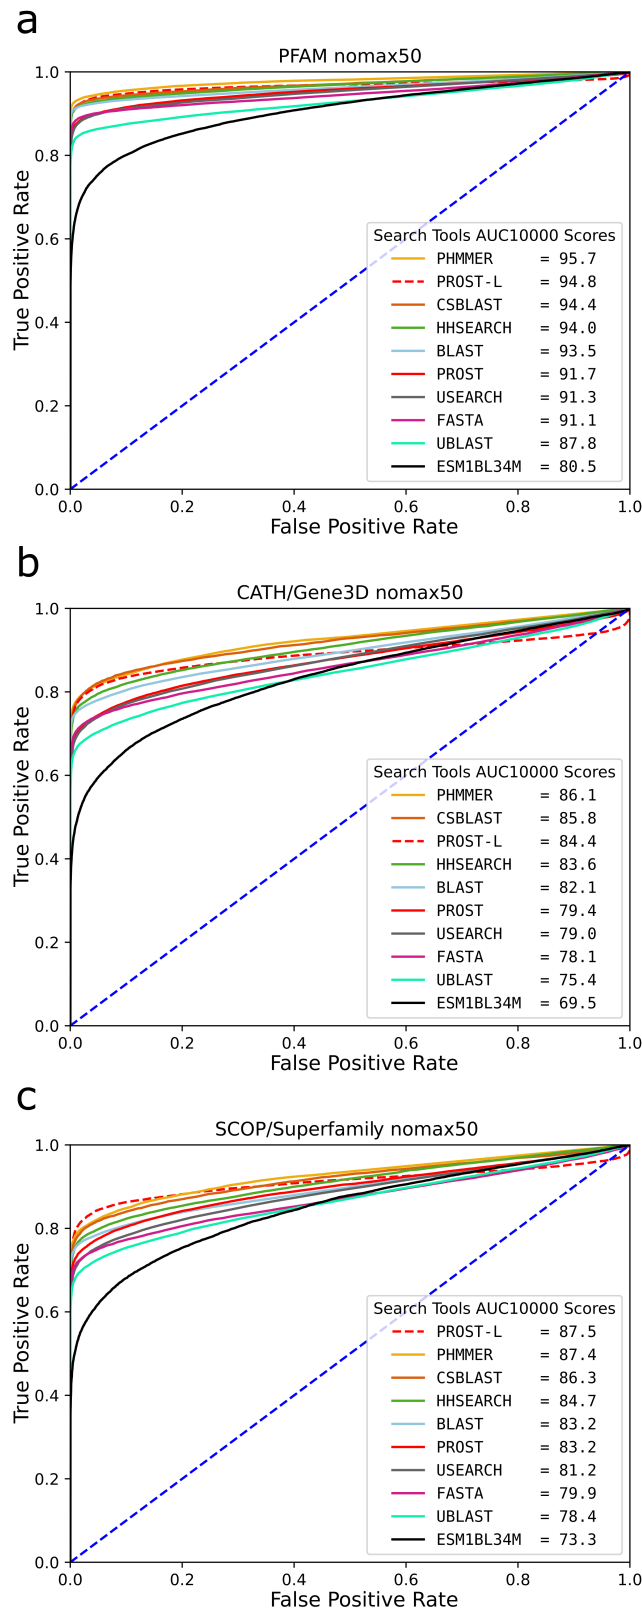 a
PFAM nomax50
1.0
0.8
0.6
0.4
0.2
0.0
True Positive Rate
Search Tools AUC10000 Scores
PHMMER = 95.7
PROST-L = 94.8
CSBLAST = 94.4
HHSEARCH = 94.0
BLAST = 93.5
PROST = 91.7
USEARCH = 91.3
FASTA = 91.1
UBLAST = 87.8
ESM1BL34M = 80.5
0.0 0.2 0.4 0.6 0.8 1.0
False Positive Rate
b
CATH/Gene3D nomax50
1.0
0.8
0.6
0.4
0.2
0.0
True Positive Rate
Search Tools AUC10000 Scores
PHMMER = 86.1
CSBLAST = 85.8
PROST-L = 84.4
HHSEARCH = 83.6
BLAST = 82.1
PROST = 79.4
USEARCH = 79.0
FASTA = 78.1
UBLAST = 75.4
ESM1BL34M = 69.5
0.0 0.2 0.4 0.6 0.8 1.0
False Positive Rate
c
SCOP/Superfamily nomax50
1.0
0.8
0.6
0.4
0.2
0.0
True Positive Rate
Search Tools AUC10000 Scores
PROST-L = 87.5
PHMMER = 87.4
CSBLAST = 86.3
HHSEARCH = 84.7
BLAST = 83.2
PROST = 83.2
USEARCH = 81.2
FASTA = 79.9
UBLAST = 78.4
ESM1BL34M = 73.3
0.0 0.2 0.4 0.6 0.8 1.0
False Positive Rate